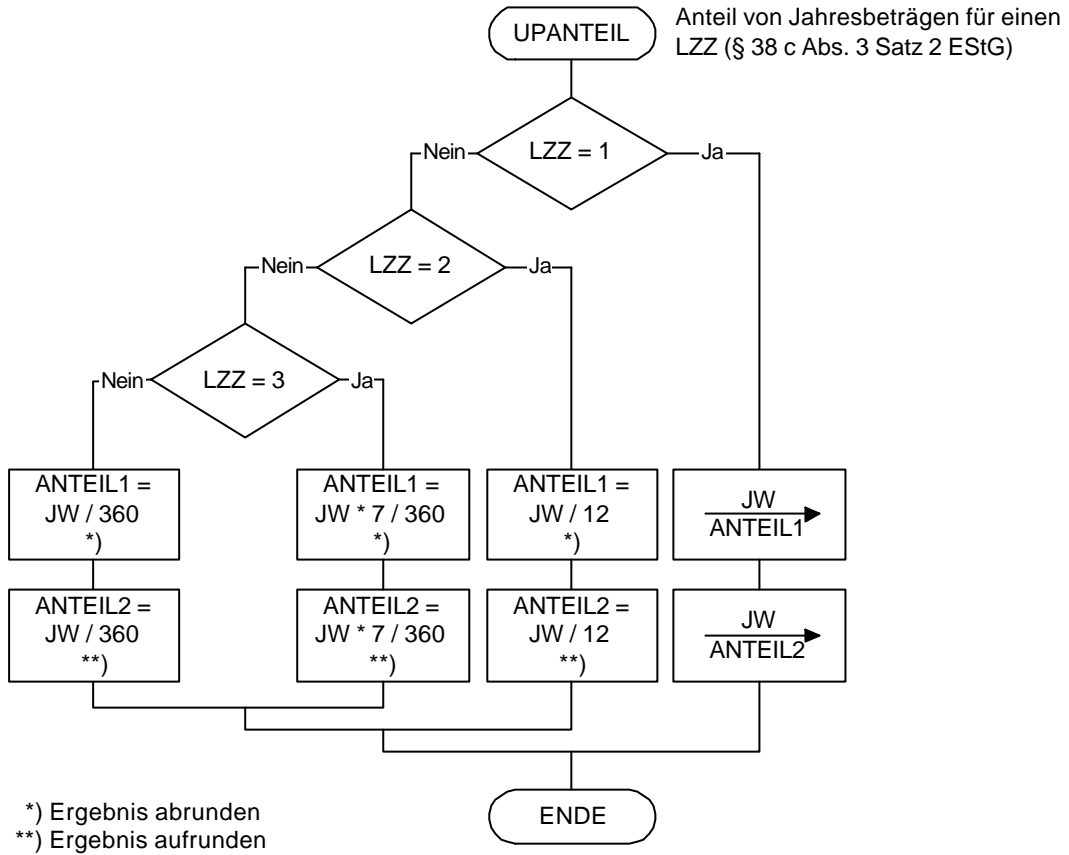 UPANTEIL
Anteil von Jahresbeträgen für einen
LZZ (§ 38 c Abs. 3 Satz 2 EStG)
Nein
LZZ = 1
Ja
Nein
LZZ = 2
Ja
Nein
LZZ = 3
Ja
ANTEIL1 =
JW / 360
*)
ANTEIL1 =
JW * 7 / 360
*)
ANTEIL1 =
JW / 12
*)
JW
ANTEIL1
ANTEIL2 =
JW / 360
**)
ANTEIL2 =
JW * 7 / 360
**)
ANTEIL2 =
JW / 12
**)
JW
ANTEIL2
ENDE
*) Ergebnis abrunden
**) Ergebnis aufrunden